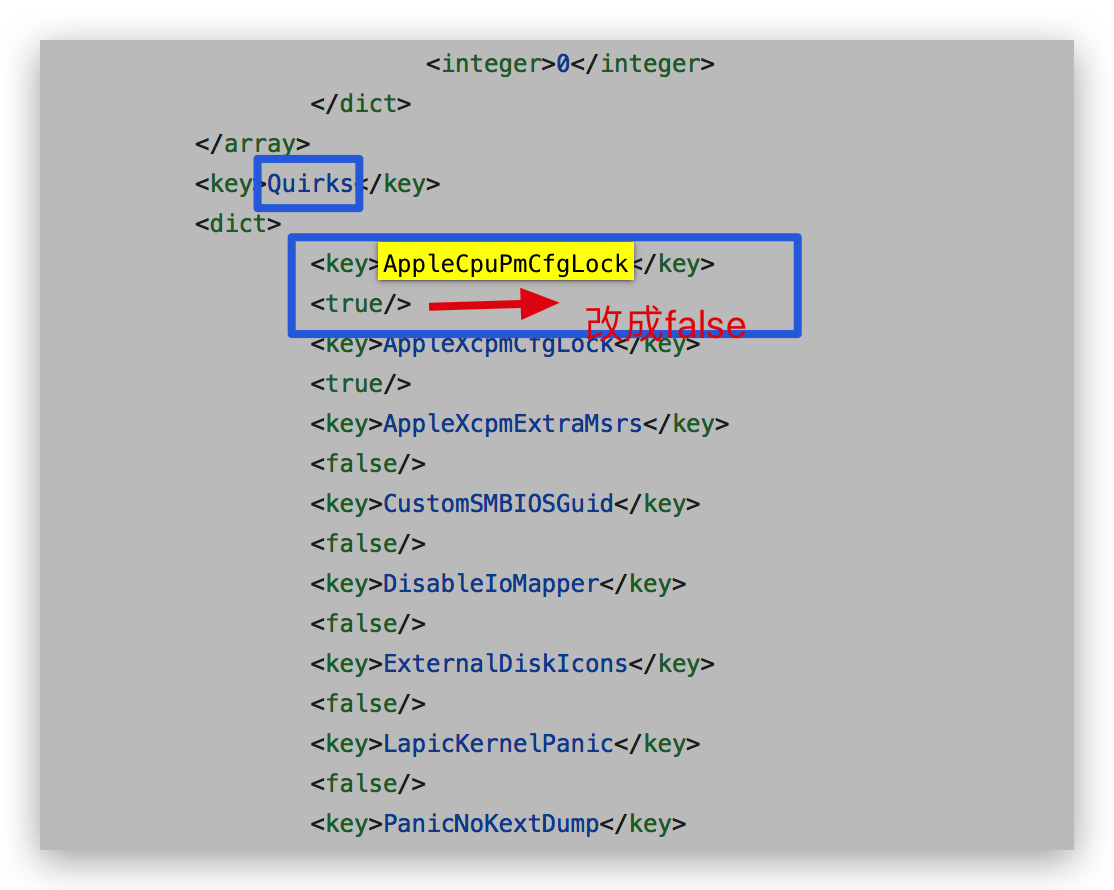 <integer>0</integer>
</dict>
</array>
<key>Quirks</key>
<dict>
<key>AppleCpuPmCfgLock</key>
<true/>
改成false
<key>AppleXcpmCfgLock</key>
<true/>
<key>AppleXcpmExtraMsrs</key>
<false/>
<key>CustomSMBIOSGuid</key>
<false/>
<key>DisableIoMapper</key>
<false/>
<key>ExternalDiskIcons</key>
<false/>
<key>LapicKernelPanic</key>
<false/>
<key>PanicNoKextDump</key>